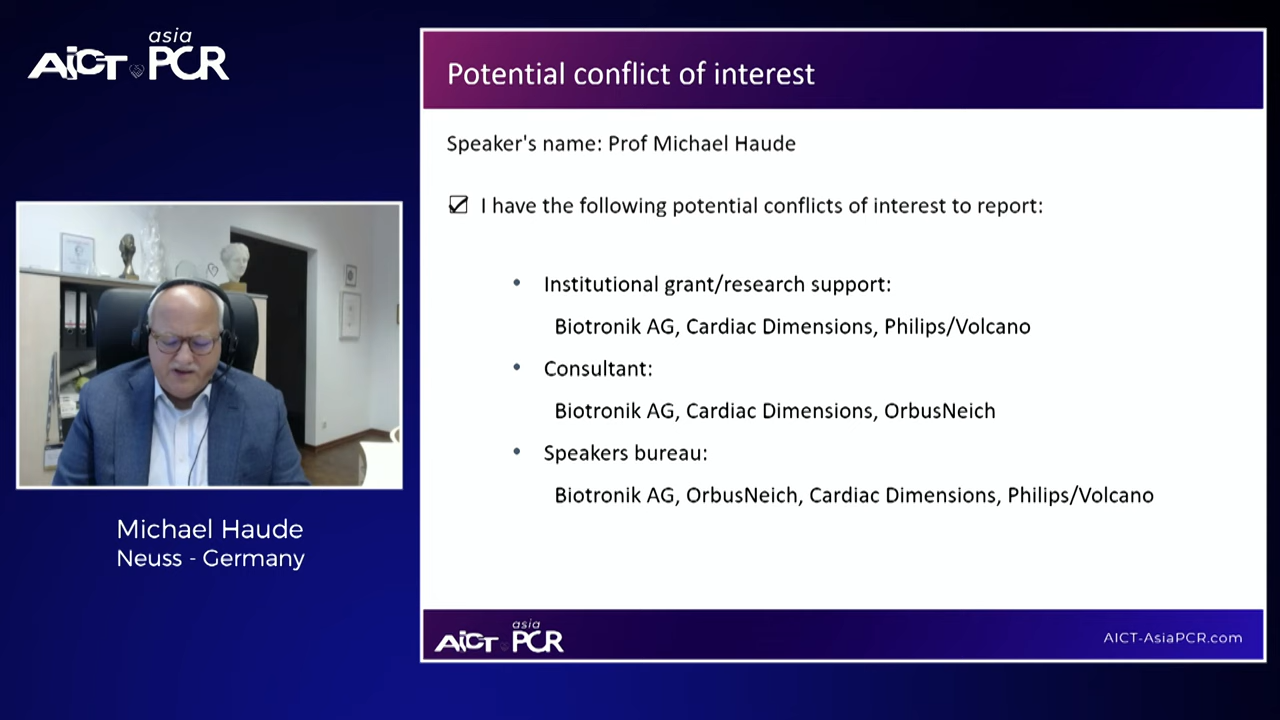 asia
AICT PCR
Potential conflict of interest
Speaker's name: Prof Michael Haude
I have the following potential conflicts of interest to report:
• Institutional grant/research support:
Biotronik AG, Cardiac Dimensions, Philips/Volcano
• Consultant:
Biotronik AG, Cardiac Dimensions, OrbusNeich
• Speakers bureau:
Biotronik AG, OrbusNeich, Cardiac Dimensions, Philips/Volcano
Michael Haude
Neuss - Germany
asia
AICT PCR
AICT-AsiaPCR.com